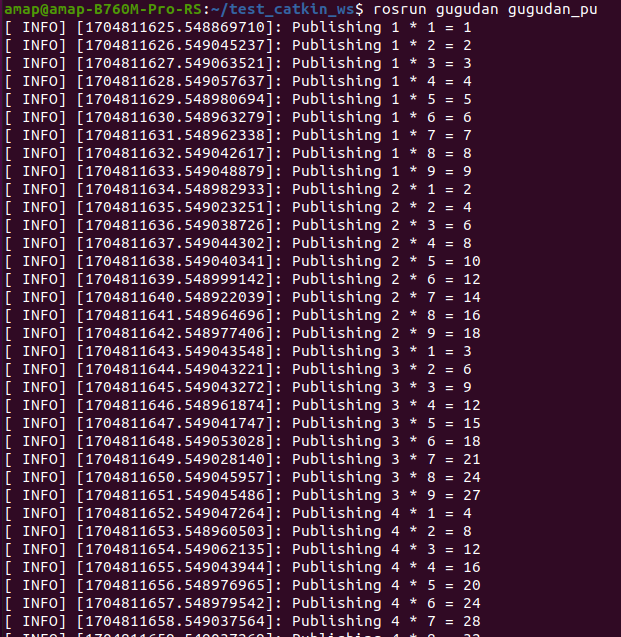 amap@amap-B760M-Pro-RS:~/test_catkin_ws$ rosrun gugudan gugudan_pu
[ INFO] [1704811625.548869710]: Publishing 1 * 1 = 1
[ INFO] [1704811626.549045237]: Publishing 1 * 2 = 2
[ INFO] [1704811627.549063521]: Publishing 1 * 3 = 3
[ INFO] [1704811628.549057637]: Publishing 1 * 4 = 4
[ INFO] [1704811629.548980694]: Publishing 1 * 5 = 5
[ INFO] [1704811630.548963279]: Publishing 1 * 6 = 6
[ INFO] [1704811631.548962338]: Publishing 1 * 7 = 7
[ INFO] [1704811632.549042617]: Publishing 1 * 8 = 8
[ INFO] [1704811633.549048879]: Publishing 1 * 9 = 9
[ INFO] [1704811634.548982933]: Publishing 2 * 1 = 2
[ INFO] [1704811635.549023251]: Publishing 2 * 2 = 4
[ INFO] [1704811636.549038726]: Publishing 2 * 3 = 6
[ INFO] [1704811637.549044302]: Publishing 2 * 4 = 8
[ INFO] [1704811638.549040341]: Publishing 2 * 5 = 10
[ INFO] [1704811639.548999142]: Publishing 2 * 6 = 12
[ INFO] [1704811640.548922039]: Publishing 2 * 7 = 14
[ INFO] [1704811641.548964696]: Publishing 2 * 8 = 16
[ INFO] [1704811642.548977406]: Publishing 2 * 9 = 18
[ INFO] [1704811643.549043548]: Publishing 3 * 1 = 3
[ INFO] [1704811644.549043221]: Publishing 3 * 2 = 6
[ INFO] [1704811645.549043272]: Publishing 3 * 3 = 9
[ INFO] [1704811646.548961874]: Publishing 3 * 4 = 12
[ INFO] [1704811647.549041747]: Publishing 3 * 5 = 15
[ INFO] [1704811648.549053028]: Publishing 3 * 6 = 18
[ INFO] [1704811649.549028140]: Publishing 3 * 7 = 21
[ INFO] [1704811650.549045957]: Publishing 3 * 8 = 24
[ INFO] [1704811651.549045486]: Publishing 3 * 9 = 27
[ INFO] [1704811652.549047264]: Publishing 4 * 1 = 4
[ INFO] [1704811653.548960503]: Publishing 4 * 2 = 8
[ INFO] [1704811654.549062135]: Publishing 4 * 3 = 12
[ INFO] [1704811655.549043944]: Publishing 4 * 4 = 16
[ INFO] [1704811656.548976965]: Publishing 4 * 5 = 20
[ INFO] [1704811657.548979542]: Publishing 4 * 6 = 24
[ INFO] [1704811658.549037564]: Publishing 4 * 7 = 28